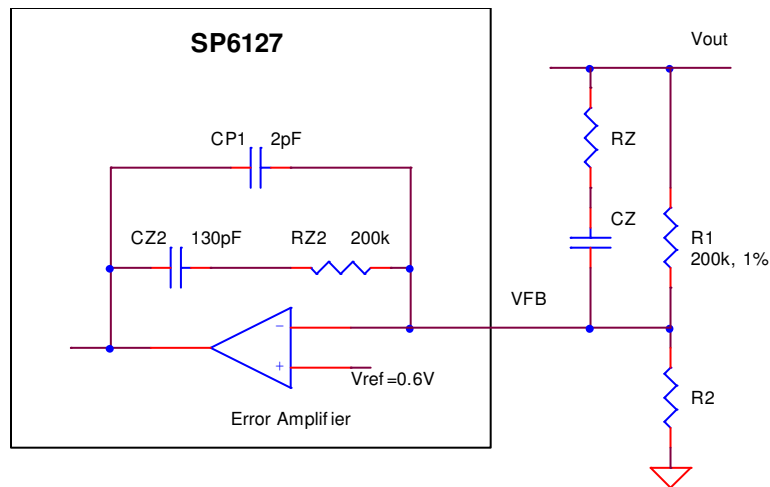 SP6127
Vout
CP1 2pF
RZ
CZ2 130pF RZ2 200k
CZ
R1
200k, 1%
VFB
−
+
Vref=0.6V
R2
Error Amplifier